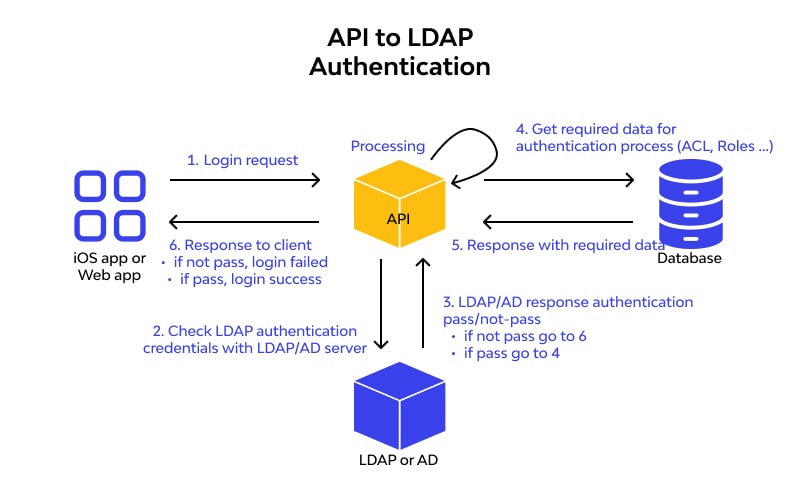 API to LDAP
Authentication
Processing
4. Get required data for
authentication process (ACL, Roles ...)
1. Login request
API
6. Response to client
• if not pass, login failed
• if pass, login success
5. Response with required data
iOS app or
Web app
Database
2. Check LDAP authentication
credentials with LDAP/AD server
3. LDAP/AD response authentication
pass/not-pass
• if not pass go to 6
• if pass go to 4
LDAP or AD